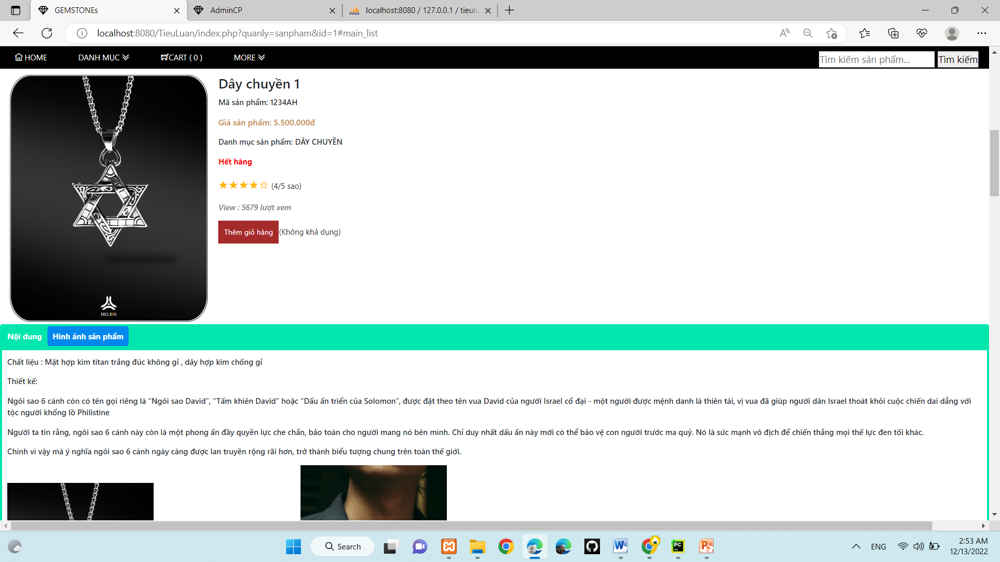 GEMSTONEs
AdminCP
localhost:8080 / 127.0.0.1 / tieulu
localhost:8080/TieuLuan/index.php?quanly=sanpham&id=1#main_list
HOME
DANH MỤC
CART ( 0 )
MORE
Tìm kiếm sản phẩm...
Tìm kiếm
Dây chuyền 1
Mã sản phẩm: 1234AH
Giá sản phẩm: 5.500.000đ
Danh mục sản phẩm: DÂY CHUYỀN
Hết hàng
★★★★☆ (4/5 sao)
View : 5679 lượt xem
Thêm giỏ hàng(Không khả dụng)
HELIOS
Nội dung
Hình ảnh sản phẩm
Chất liệu : Mặt hợp kim titan trắng đúc không gỉ , dây hợp kim chống gỉ
Thiết kế:
Ngôi sao 6 cánh còn có tên gọi riêng là “Ngôi sao David”, “Tấm khiên David” hoặc “Dấu ấn triển của Solomon”, được đặt theo tên vua David của người Israel cổ đại - một người được mệnh danh là thiên tài, vị vua đã giúp người dân Israel thoát khỏi cuộc chiến dai dẳng với
tộc người khổng lồ Philistine
Người ta tin rằng, ngôi sao 6 cánh này còn là một phong ấn đầy quyền lực che chắn, bảo toàn cho người mang nó bên mình. Chỉ duy nhất dấu ấn này mới có thể bảo vệ con người trước ma quỷ. Nó là sức mạnh vô địch để chiến thắng mọi thế lực đen tối khác.
Chính vì vậy mà ý nghĩa ngôi sao 6 cánh ngày càng được lan truyền rộng rãi hơn, trở thành biểu tượng chung trên toàn thế giới.
Search
ENG
2:53 AM
12/13/2022